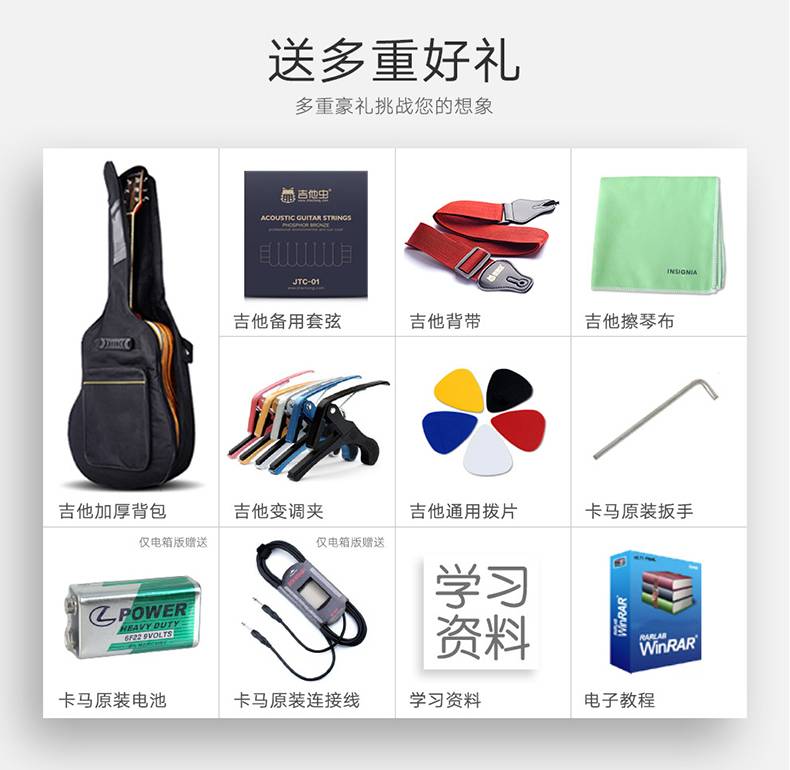 送多重好礼
多重豪礼挑战您的想象
吉他虫
ACOUSTIC GUITAR STRINGS
PHOSPHOR BRONZE
JTC-01
INSIGNIA
吉他备用套弦
吉他背带
吉他擦琴布
吉他加厚背包
吉他变调夹
吉他通用拨片
卡马原装扳手
仅电箱版赠送
仅电箱版赠送
POWER
HEAVY DUTY
6F22 9VOLTS
学习
资料
WinRAR
RARLAB
WinRAR
卡马原装电池
卡马原装连接线
学习资料
电子教程